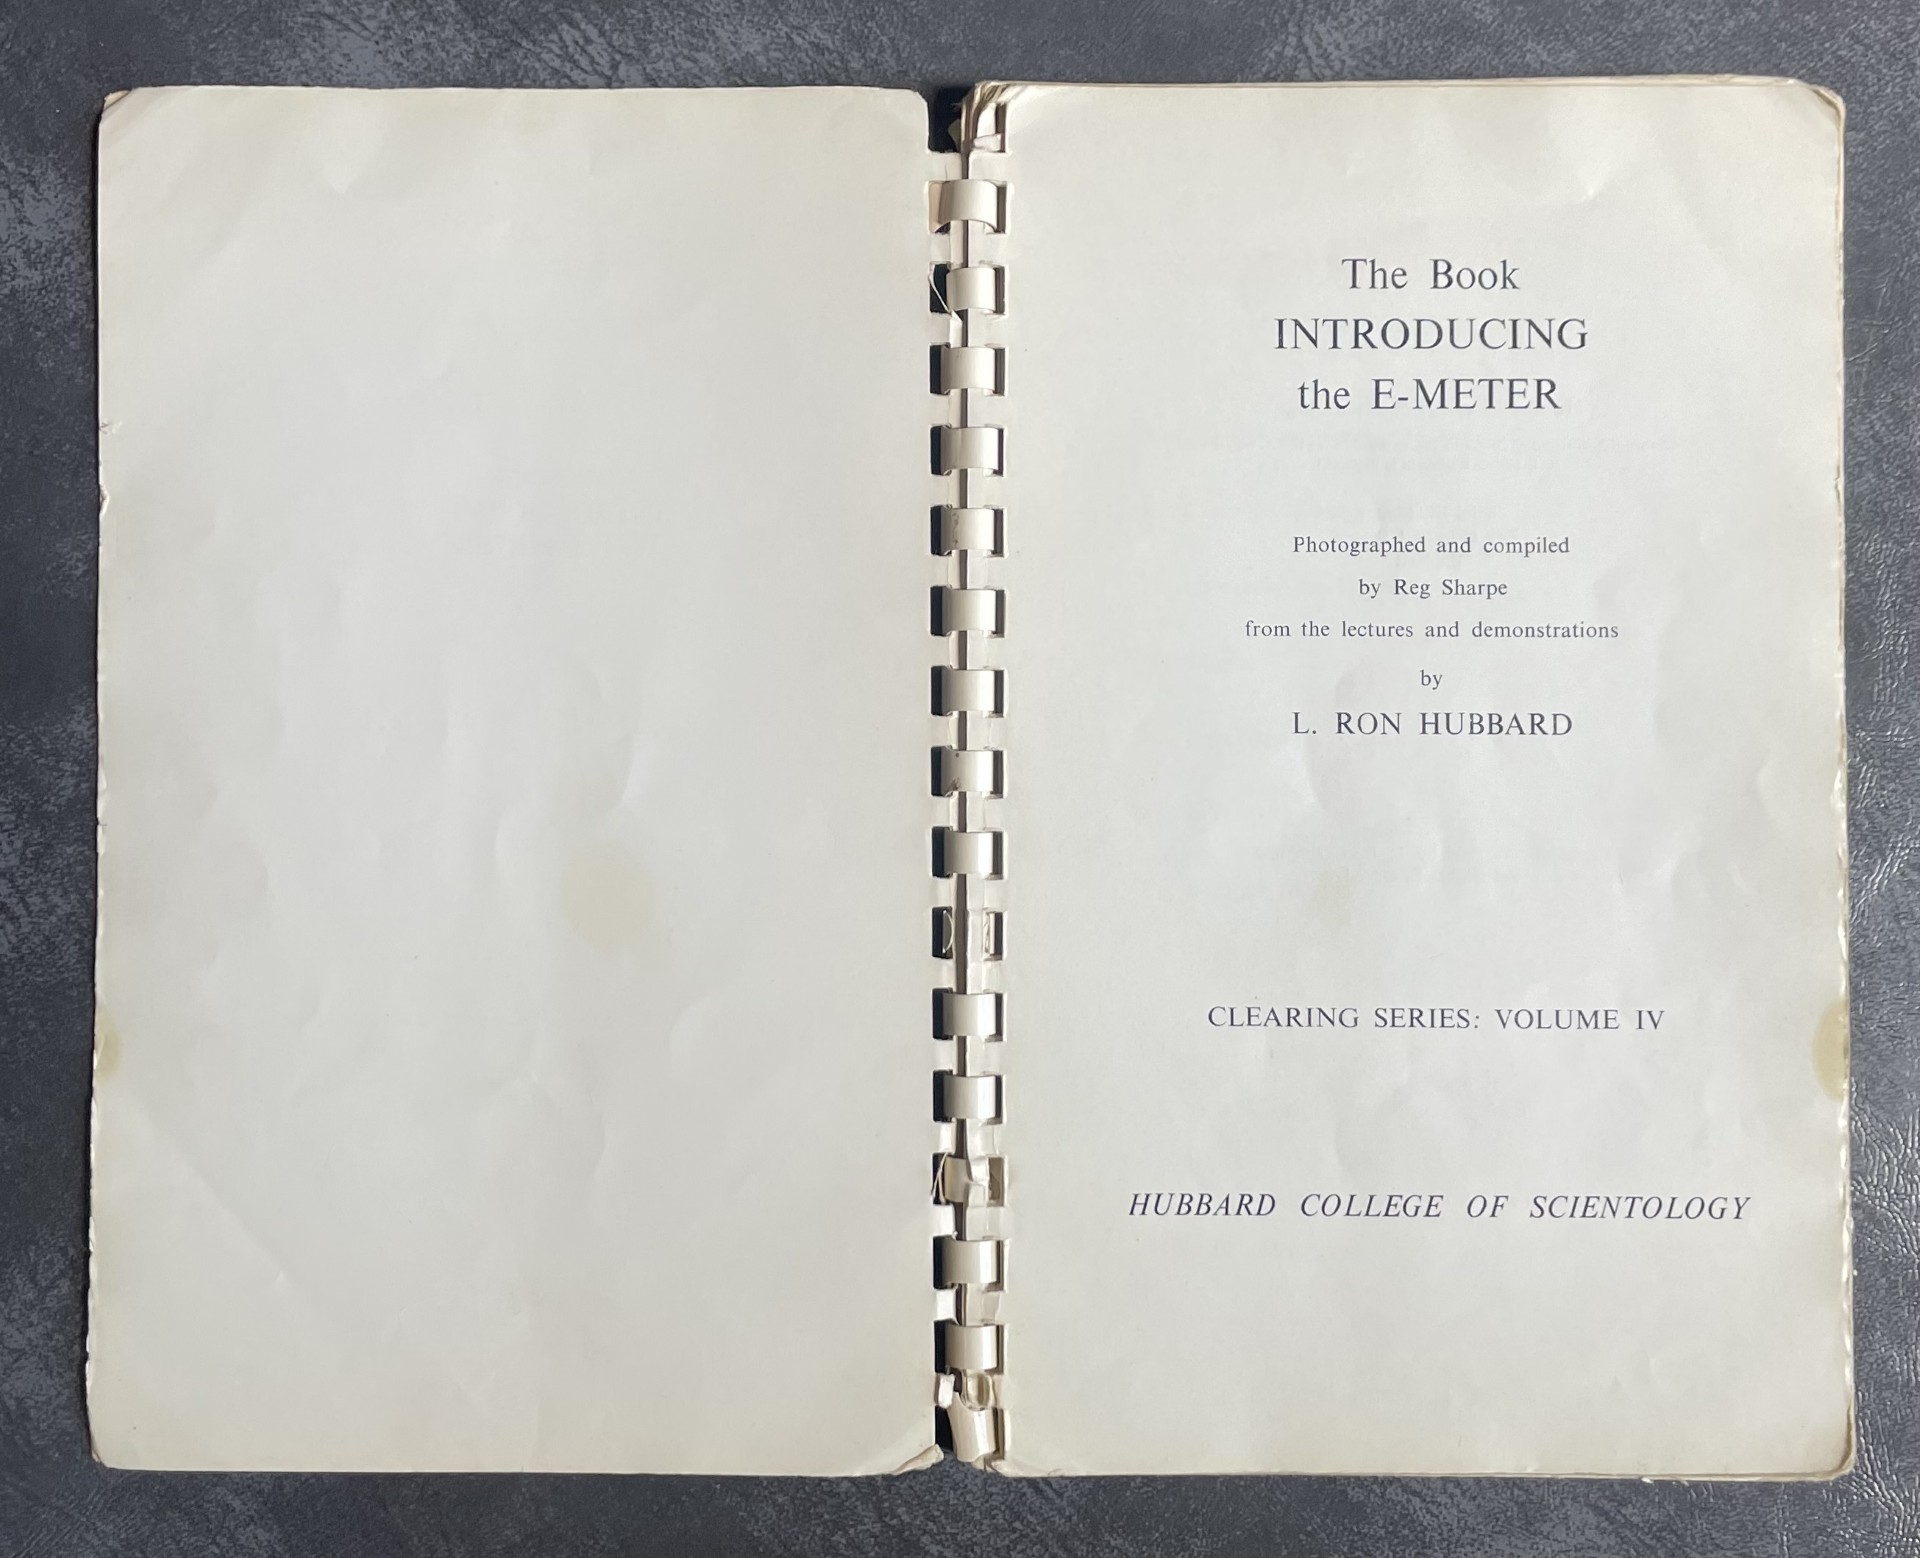 The Book
INTRODUCING
the E-METER
Photographed and compiled
by Reg Sharpe
from the lectures and demonstrations
by
L. RON HUBBARD
CLEARING SERIES: VOLUME IV
HUBBARD COLLEGE OF SCIENTOLOGY